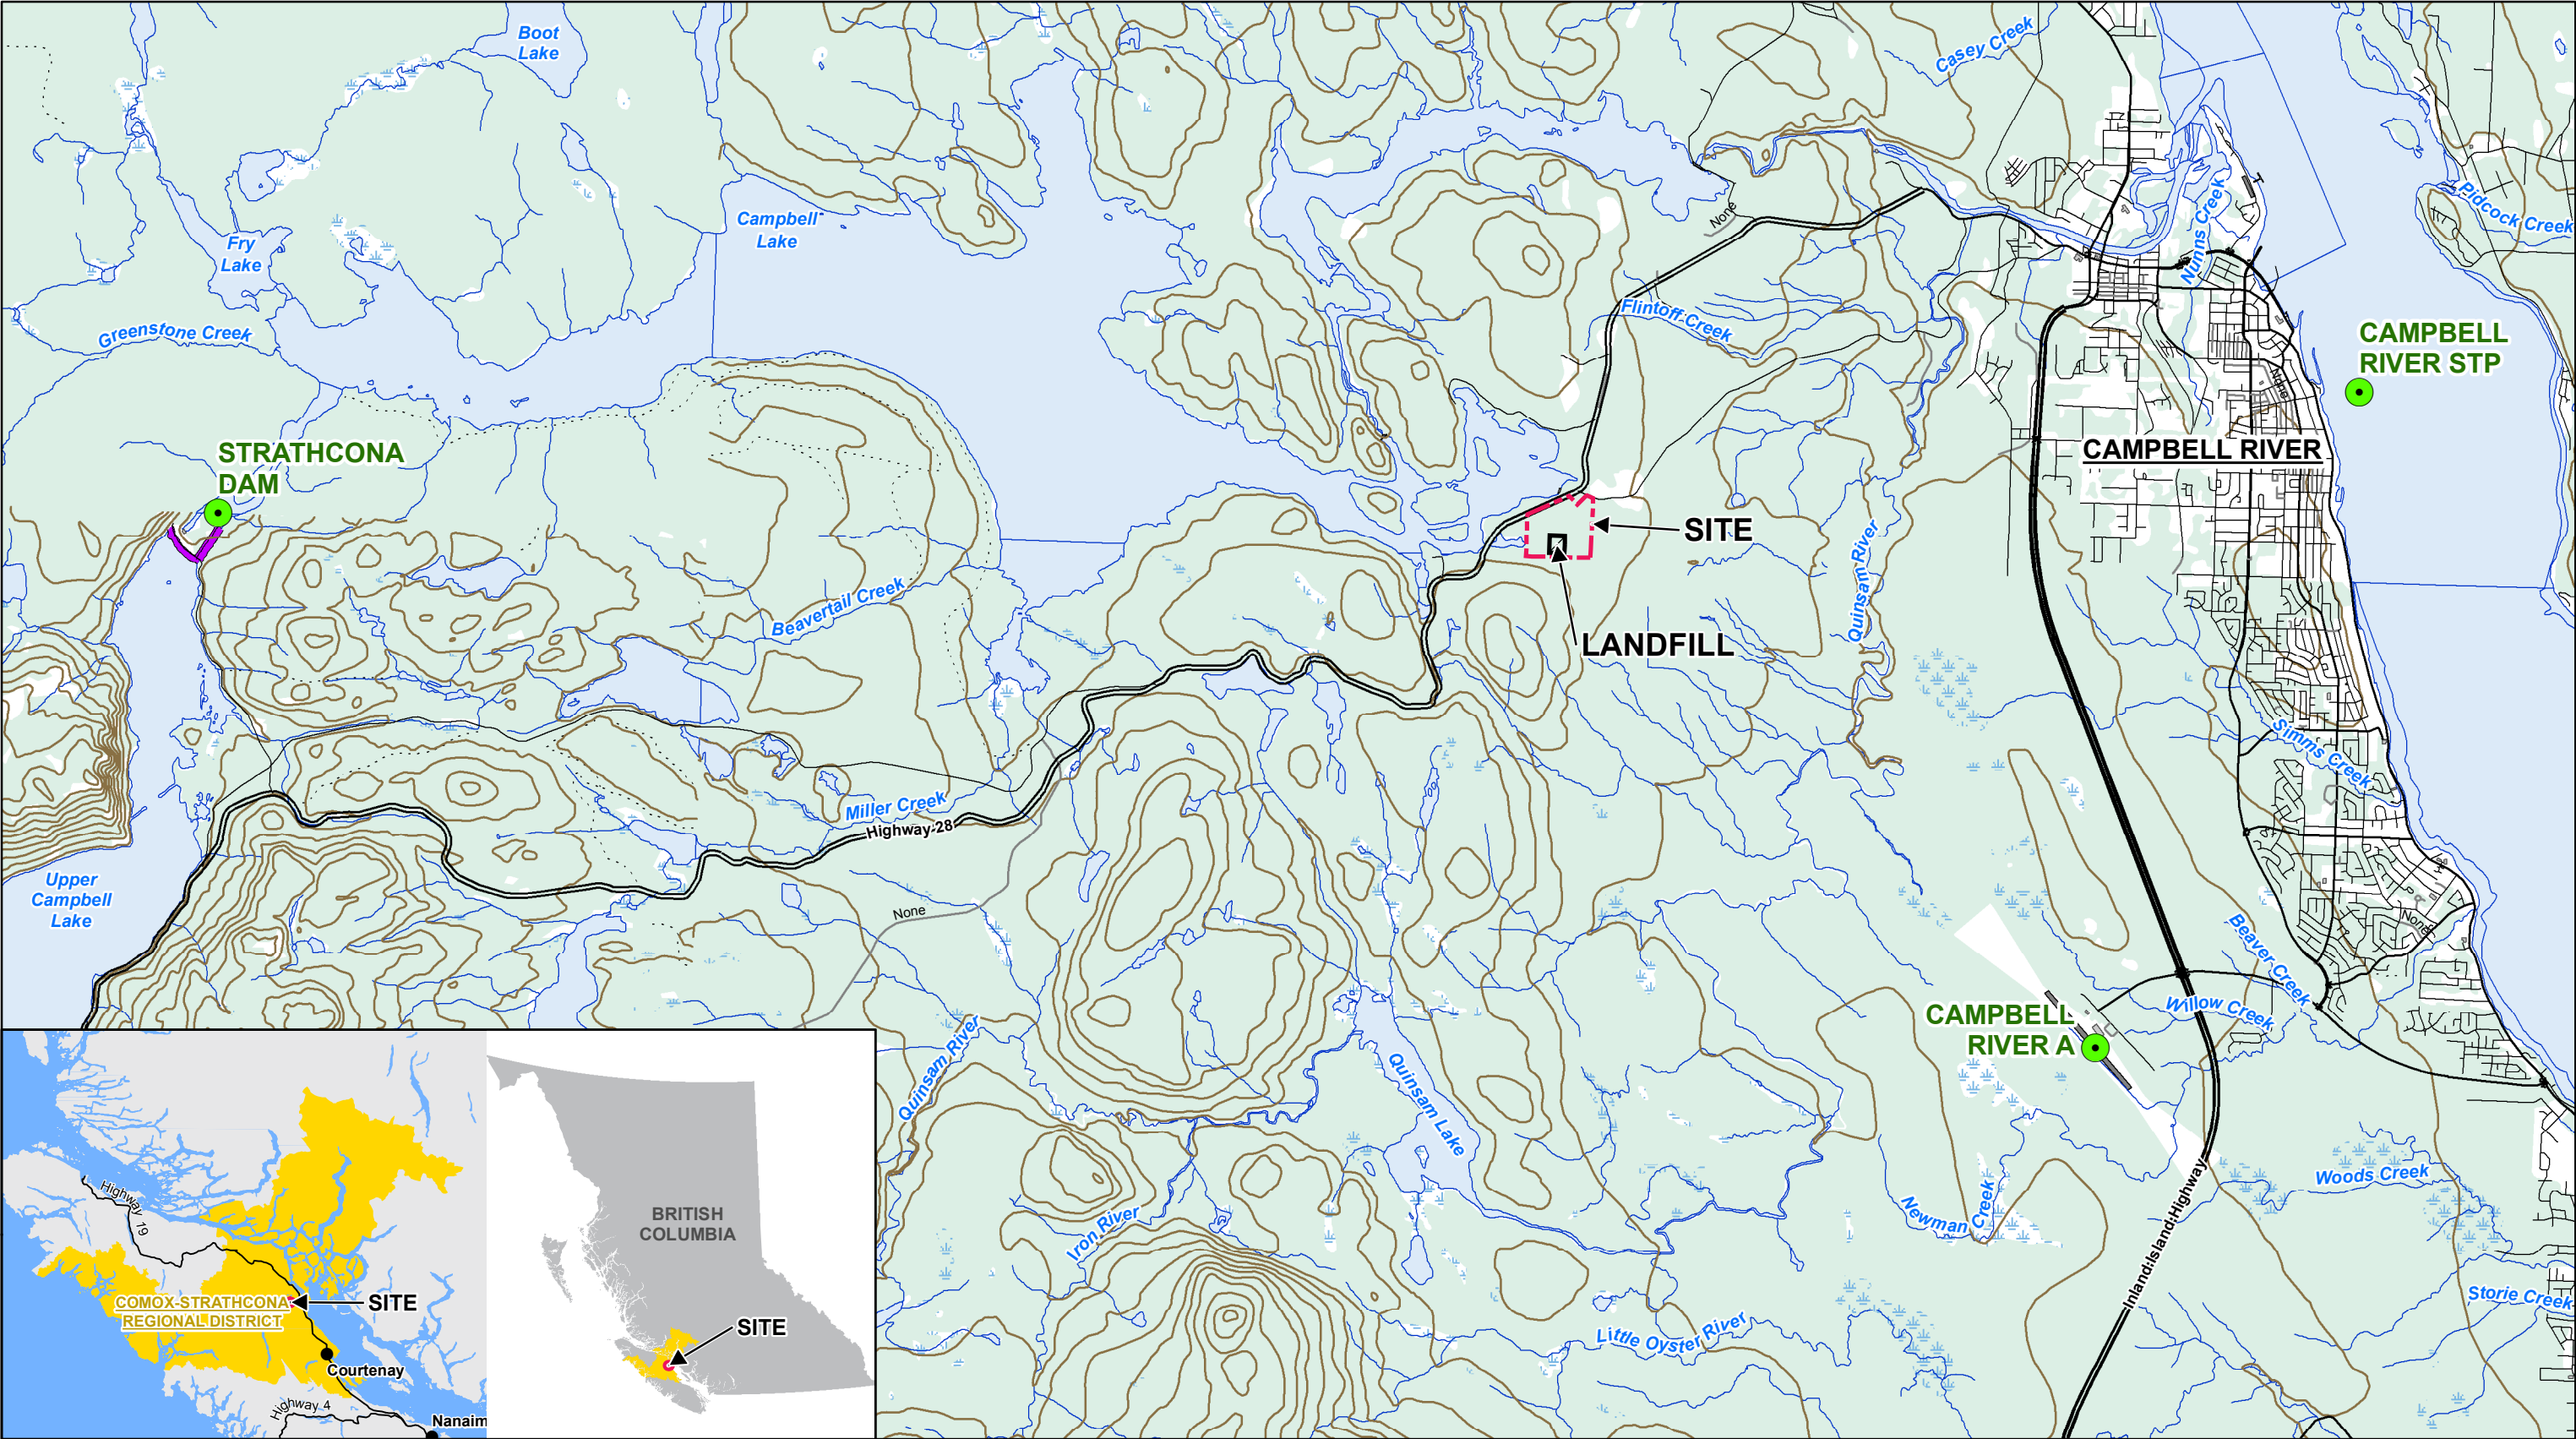 Boot
Lake
Casey Creek
Campbell
Lake
Fry
Lake
None
Nunns Creek
Pidcock Creek
Greenstone Creek
Flintoff Creek
CAMPBELL
RIVER STP
None
STRATHCONA
DAM
CAMPBELL RIVER
SITE
Beavertail Creek
Quinsam River
LANDFILL
Simms Creek
Miller Creek
Highway 28
Upper
Campbell
Lake
None
None
Beaver Creek
Willow Creek
CAMPBELL
RIVER A
Quinsam River
Quinsam Lake
Woods Creek
Newman Creek
Iron River
Inland Island Highway
Storie Creek
Little Oyster River
Highway 19
COMOX-STRATHCONA
REGIONAL DISTRICT
SITE
Courtenay
Highway 4
Nanaim
BRITISH
COLUMBIA
SITE